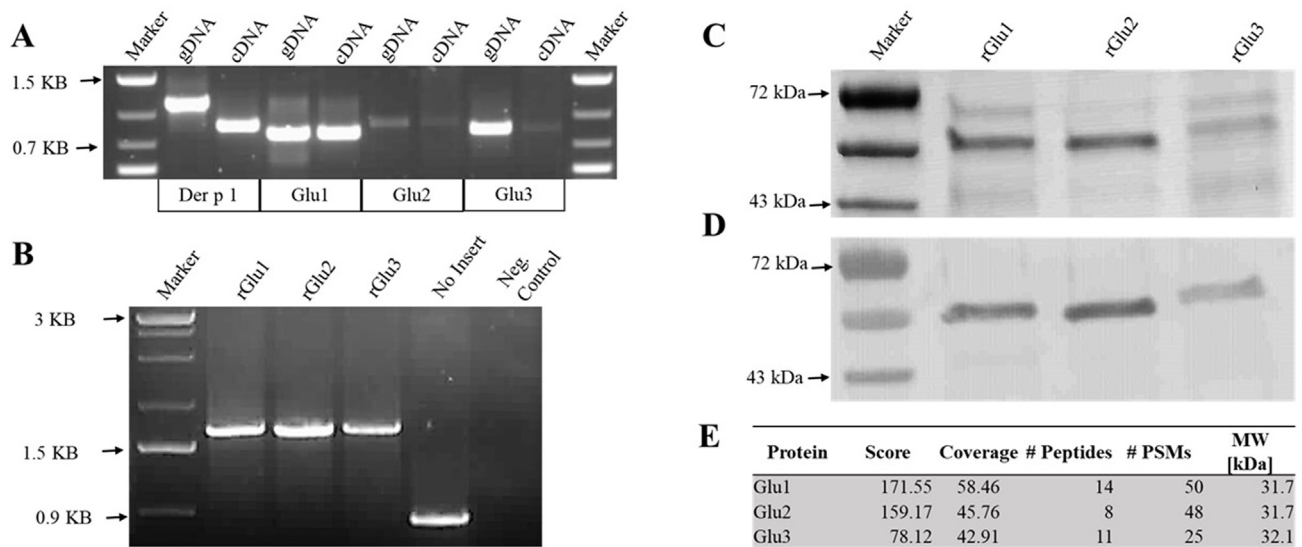 A
Marker gDNA cDNA gDNA cDNA gDNA cDNA gDNA cDNA Marker
1.5 KB
0.7 KB
Der p 1 Glu1 Glu2 Glu3
B
Marker rGlu1 rGlu2 rGlu3 No Insert Neg. Control
3 KB
1.5 KB
0.9 KB
C
Marker rGlu1 rGlu2 rGlu3
72 kDa
43 kDa
D
72 kDa
43 kDa
E
Protein Score Coverage # Peptides # PSMs MW [kDa]
Glu1 171.55 58.46 14 50 31.7
Glu2 159.17 45.76 8 48 31.7
Glu3 78.12 42.91 11 25 32.1